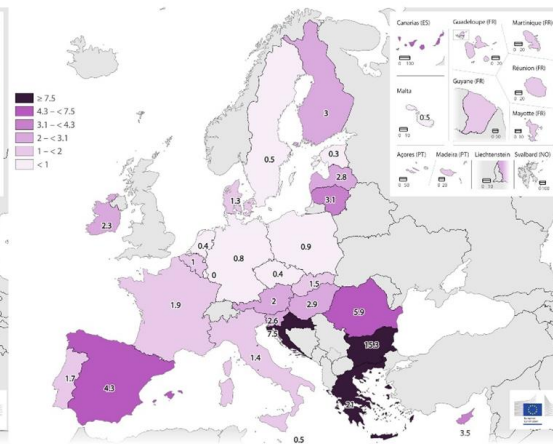 ≥ 7.5
4.3 – < 7.5
3.1 – < 4.3
2 – < 3.1
1 – < 2
< 1
Canarias (ES)
Guadeloupe (FR)
Martinique (FR)
Réunion (FR)
Guyane (FR)
Malta
0.5
Mayotte (FR)
Açores (PT)
Madeira (PT)
Liechtenstein
Svalbard (NO)
3
0.5
0.3
2.8
3.1
1.3
2.3
0.4
0.8
0.9
1
0
0.4
1.5
1.9
2
2.9
5.9
2.6
7.5
15.3
1.4
1.7
4.3
3.5
0.5